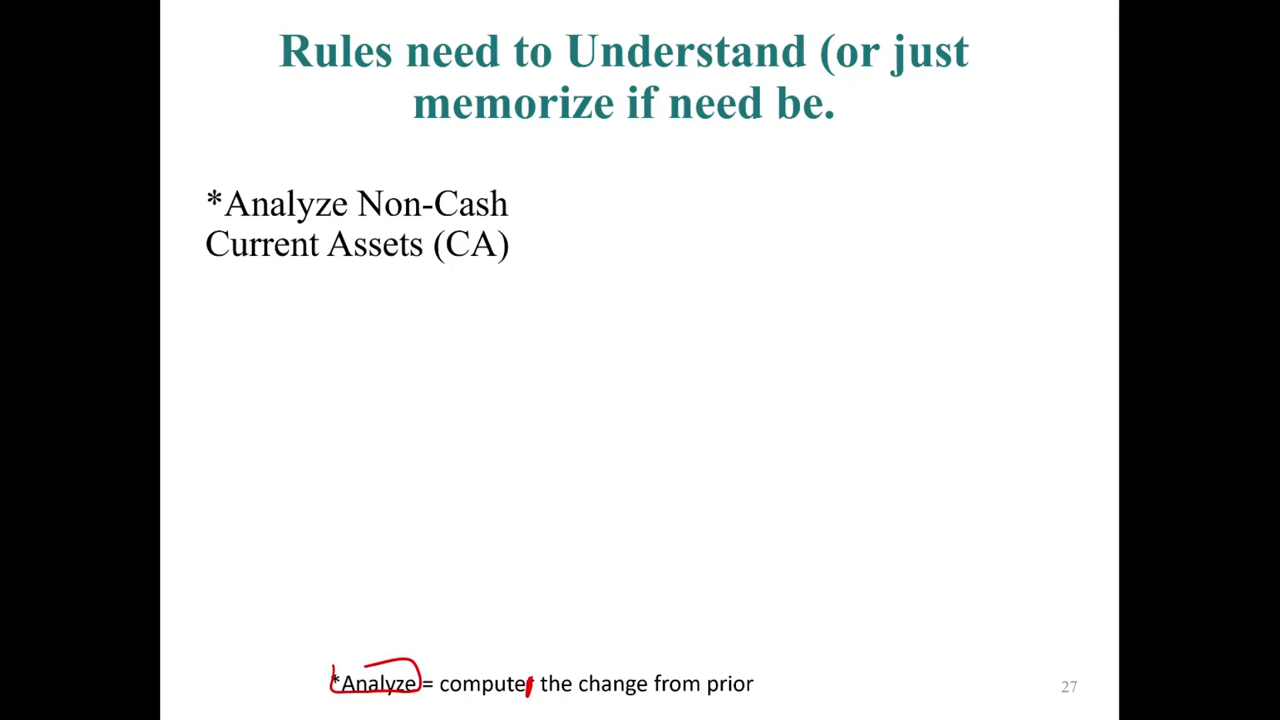 Rules need to Understand (or just
memorize if need be.
*Analyze Non-Cash
Current Assets (CA)
*Analyze = computer the change from prior
27